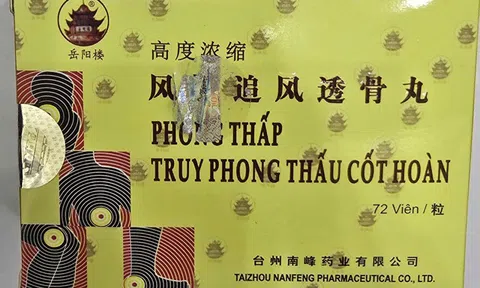 岳阳楼
高度浓缩
风 追风透骨丸
PHONG THẤP
TRUY PHONG THẤU CỐT HOÀN
72 Viên / 粒
台州南峰药业有限公司
TAIZHOU NANFENG PHARMACEUTICAL CO., LTD.